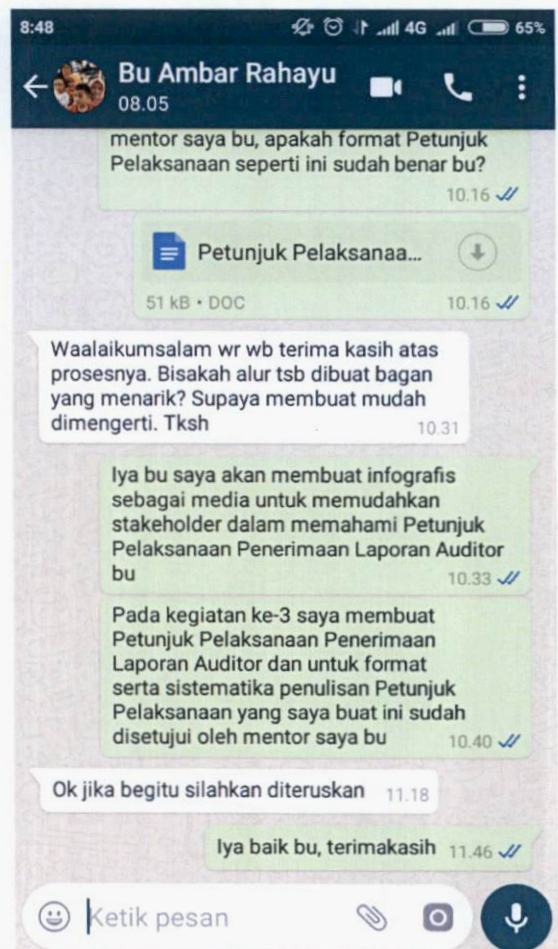 8:48 4G 65%
Bu Ambar Rahayu
08.05
mentor saya bu, apakah format Petunjuk
Pelaksanaan seperti ini sudah benar bu?
10.16
Petunjuk Pelaksanaa...
51 kB • DOC 10.16
Waalaikumsalam wr wb terima kasih atas
prosesnya. Bisakah alur tsb dibuat bagan
yang menarik? Supaya membuat mudah
dimengerti. Tksh 10.31
Iya bu saya akan membuat infografis
sebagai media untuk memudahkan
stakeholder dalam memahami Petunjuk
Pelaksanaan Penerimaan Laporan Auditor
bu 10.33
Pada kegiatan ke-3 saya membuat
Petunjuk Pelaksanaan Penerimaan
Laporan Auditor dan untuk format
serta sistematika penulisan Petunjuk
Pelaksanaan yang saya buat ini sudah
disetujui oleh mentor saya bu 10.40
Ok jika begitu silahkan diteruskan 11.18
Iya baik bu, terimakasih 11.46
Ketik pesan